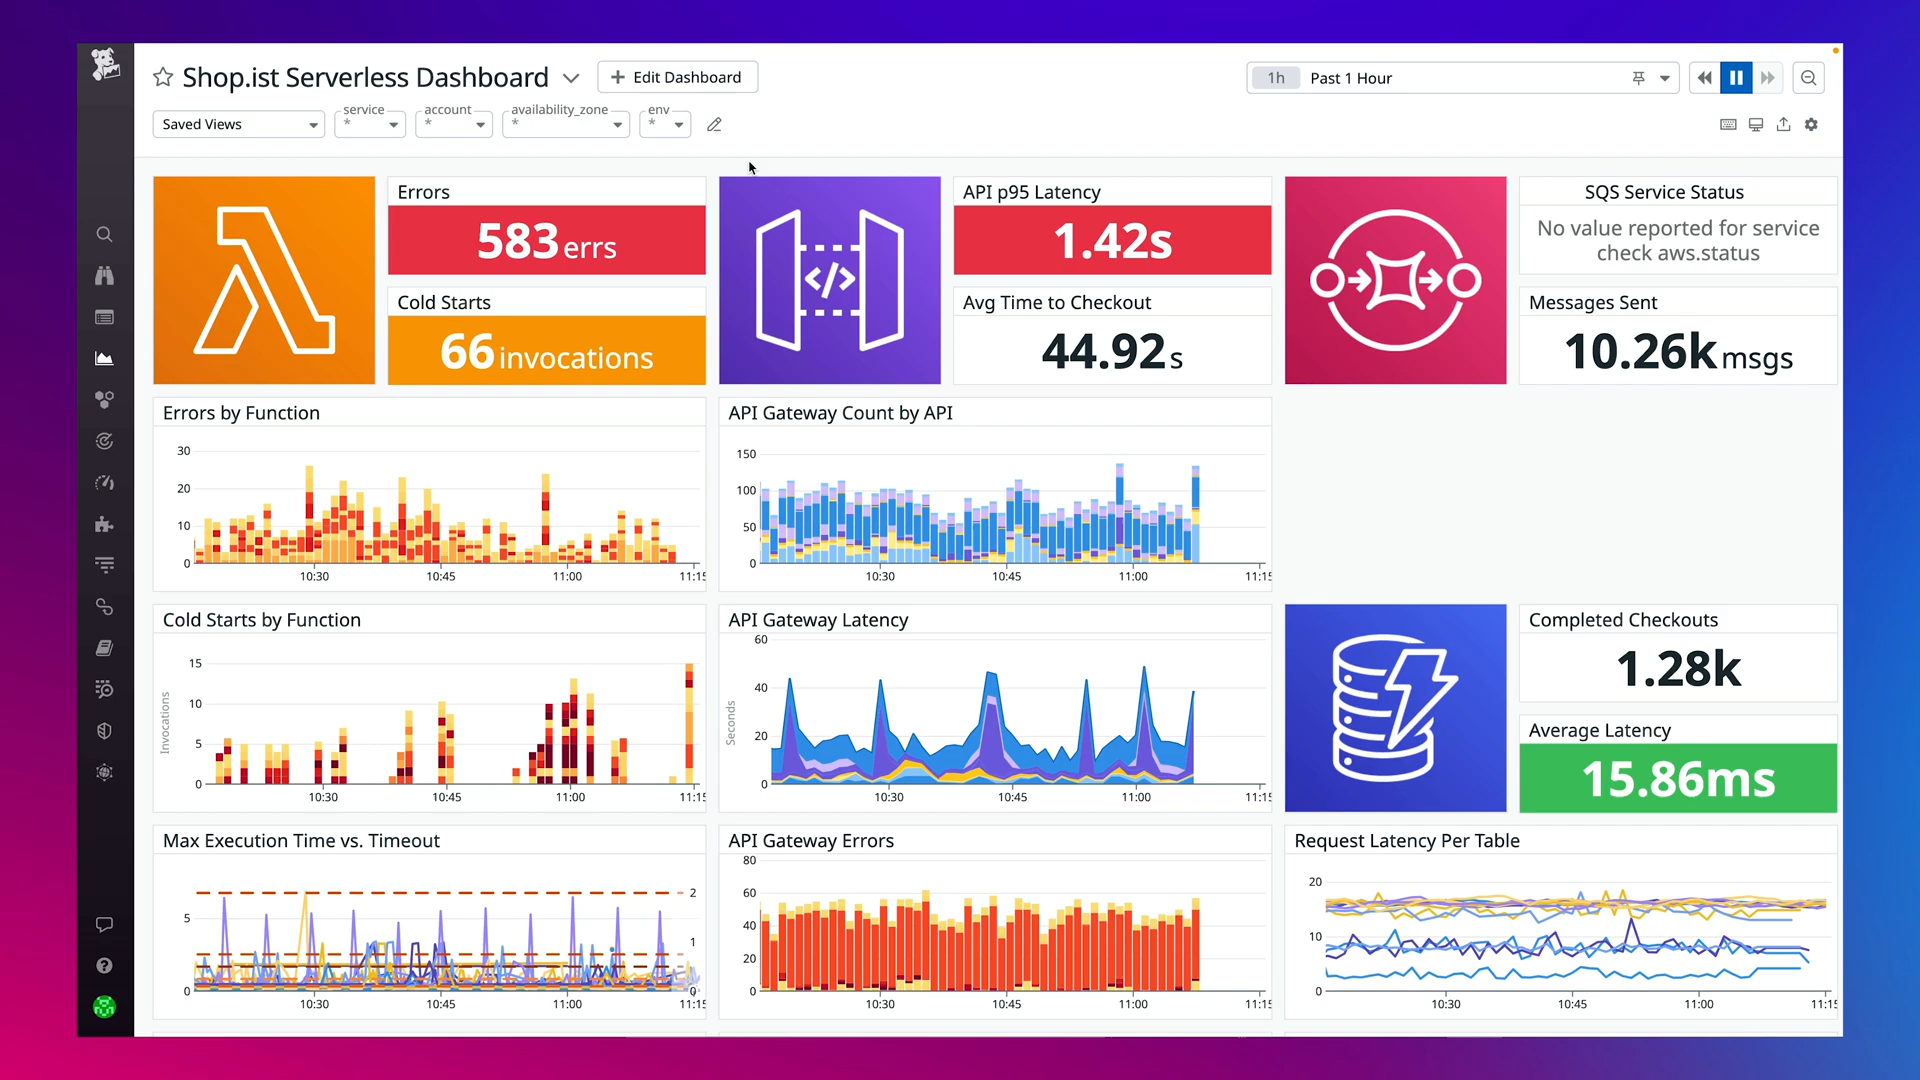 Shop.ist Serverless Dashboard
Edit Dashboard
1h Past 1 Hour
Saved Views
service
*
account
*
availability_zone
*
env
*
Errors
583 errs
Cold Starts
66 invocations
</>
API p95 Latency
1.42s
Avg Time to Checkout
44.92 s
SQS Service Status
No value reported for service
check aws.status
Messages Sent
10.26k msgs
Errors by Function
30
20
10
0
10:30 10:45 11:00 11:15
API Gateway Count by API
150
100
50
0
10:30 10:45 11:00 11:15
Cold Starts by Function
Invocations
15
10
5
0
10:30 10:45 11:00 11:15
API Gateway Latency
Seconds
60
40
20
0
10:30 10:45 11:00 11:15
Completed Checkouts
1.28k
Average Latency
15.86ms
Max Execution Time vs. Timeout
5
0
2
1
0
10:30 10:45 11:00 11:15
API Gateway Errors
80
60
40
20
0
10:30 10:45 11:00 11:15
Request Latency Per Table
20
10
0
10:30 10:45 11:00 11:15